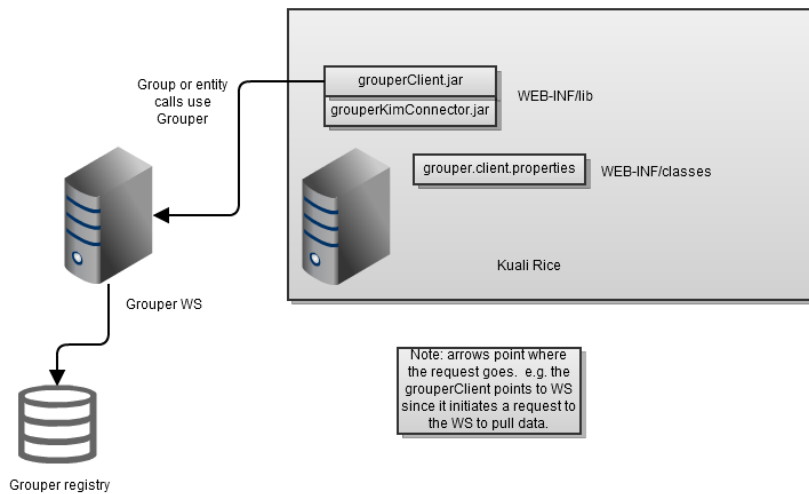 Group or entity
calls use
Grouper
grouperClient.jar
grouperKimConnector.jar
WEB-INF/lib
grouper.client.properties
WEB-INF/classes
Kuali Rice
Grouper WS
Note: arrows point where
the request goes.  e.g. the
grouperClient points to WS
since it initiates a request to
the WS to pull data.
Grouper registry